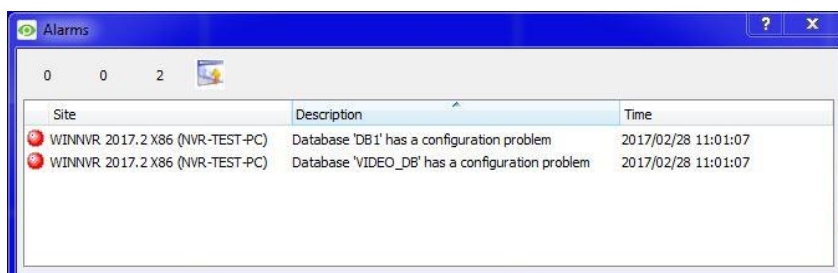 Alarms ? X
0 0 2
Site Description Time
WINNVR 2017.2 X86 (NVR-TEST-PC) Database 'DB1' has a configuration problem 2017/02/28 11:01:07
WINNVR 2017.2 X86 (NVR-TEST-PC) Database 'VIDEO_DB' has a configuration problem 2017/02/28 11:01:07